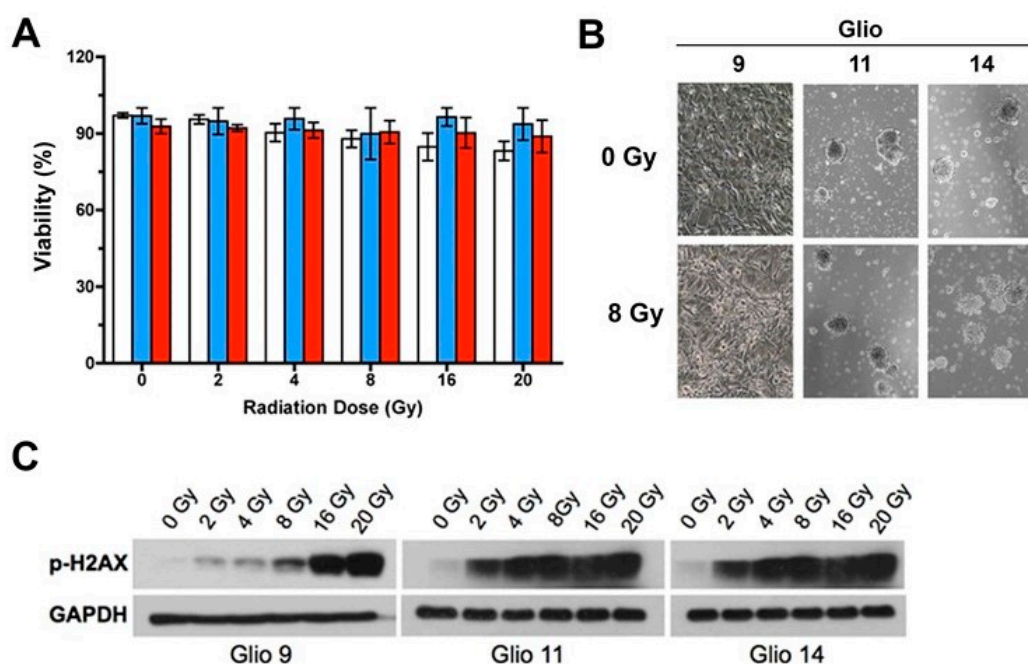 A
Viability (%)
120
90
60
30
0
0 2 4 8 16 20
Radiation Dose (Gy)
B
Glio
9 11 14
0 Gy
8 Gy
C
0 Gy 2 Gy 4 Gy 8 Gy 16 Gy 20 Gy
0 Gy 2 Gy 4 Gy 8Gy 16 Gy 20 Gy
0 Gy 2 Gy 4 Gy 8 Gy 16 Gy 20 Gy
p-H2AX
GAPDH
Glio 9 Glio 11 Glio 14